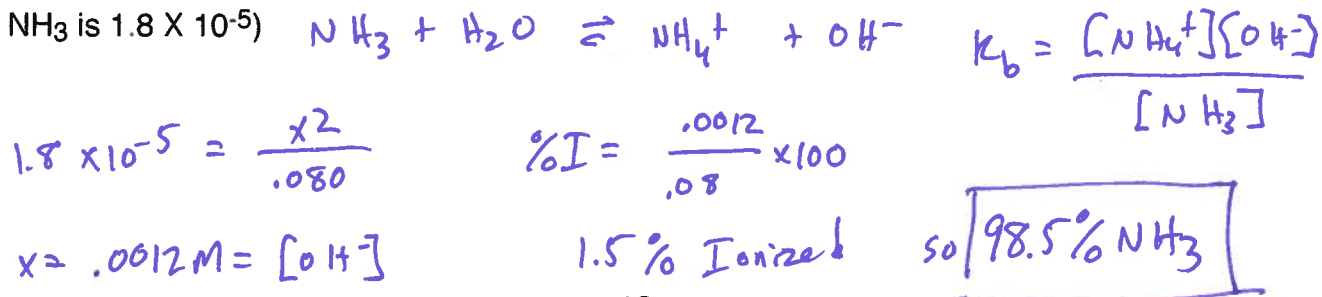 NH₃ is 1.8 X 10⁻⁵) NH₃ + H₂O ⇌ NH₄⁺ + OH⁻ K_b = [NH₄⁺][OH⁻] / [NH₃]
1.8 x10⁻⁵ = x2 / .080 %I = .0012 / .08 x100
x = .0012M = [OH⁻] 1.5% Ionized so 98.5% NH₃